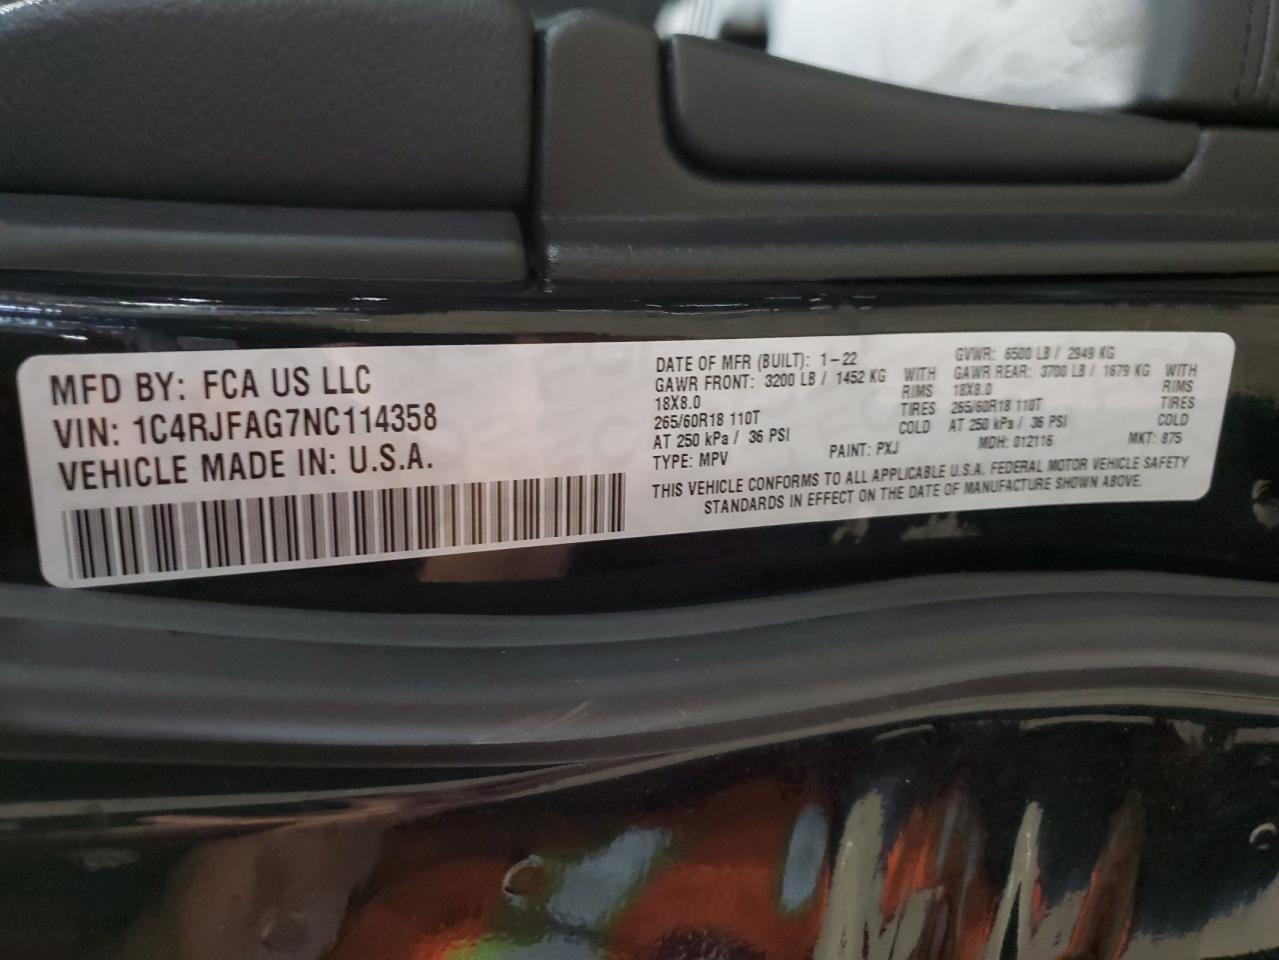 MFD BY: FCA US LLC
VIN: 1C4RJFAG7NC114358
VEHICLE MADE IN: U.S.A.
DATE OF MFR (BUILT): 1-22
GAWR FRONT: 3200 LB / 1452 KG WITH
18X8.0 RIMS
265/60R18 110T TIRES
AT 250 kPa / 36 PSI COLD
TYPE: MPV PAINT: PXJ
GVWR: 6500 LB / 2949 KG
GAWR REAR: 3700 LB / 1679 KG WITH
18X8.0 RIMS
265/60R18 110T TIRES
AT 250 kPa / 36 PSI COLD
MDH: 012116 MKT: 875
THIS VEHICLE CONFORMS TO ALL APPLICABLE U.S.A. FEDERAL MOTOR VEHICLE SAFETY
STANDARDS IN EFFECT ON THE DATE OF MANUFACTURE SHOWN ABOVE.